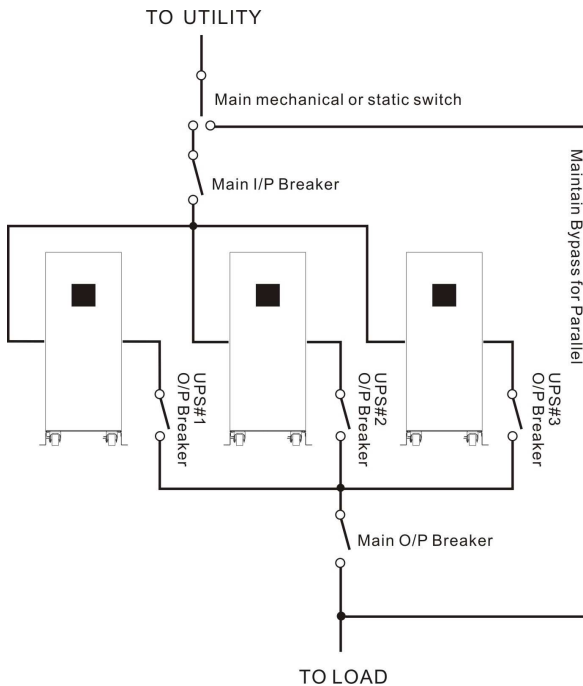 TO UTILITY
Main mechanical or static switch
Main I/P Breaker
Maintain Bypass for Parallel
UPS#1
O/P Breaker
UPS#2
O/P Breaker
UPS#3
O/P Breaker
Main O/P Breaker
TO LOAD